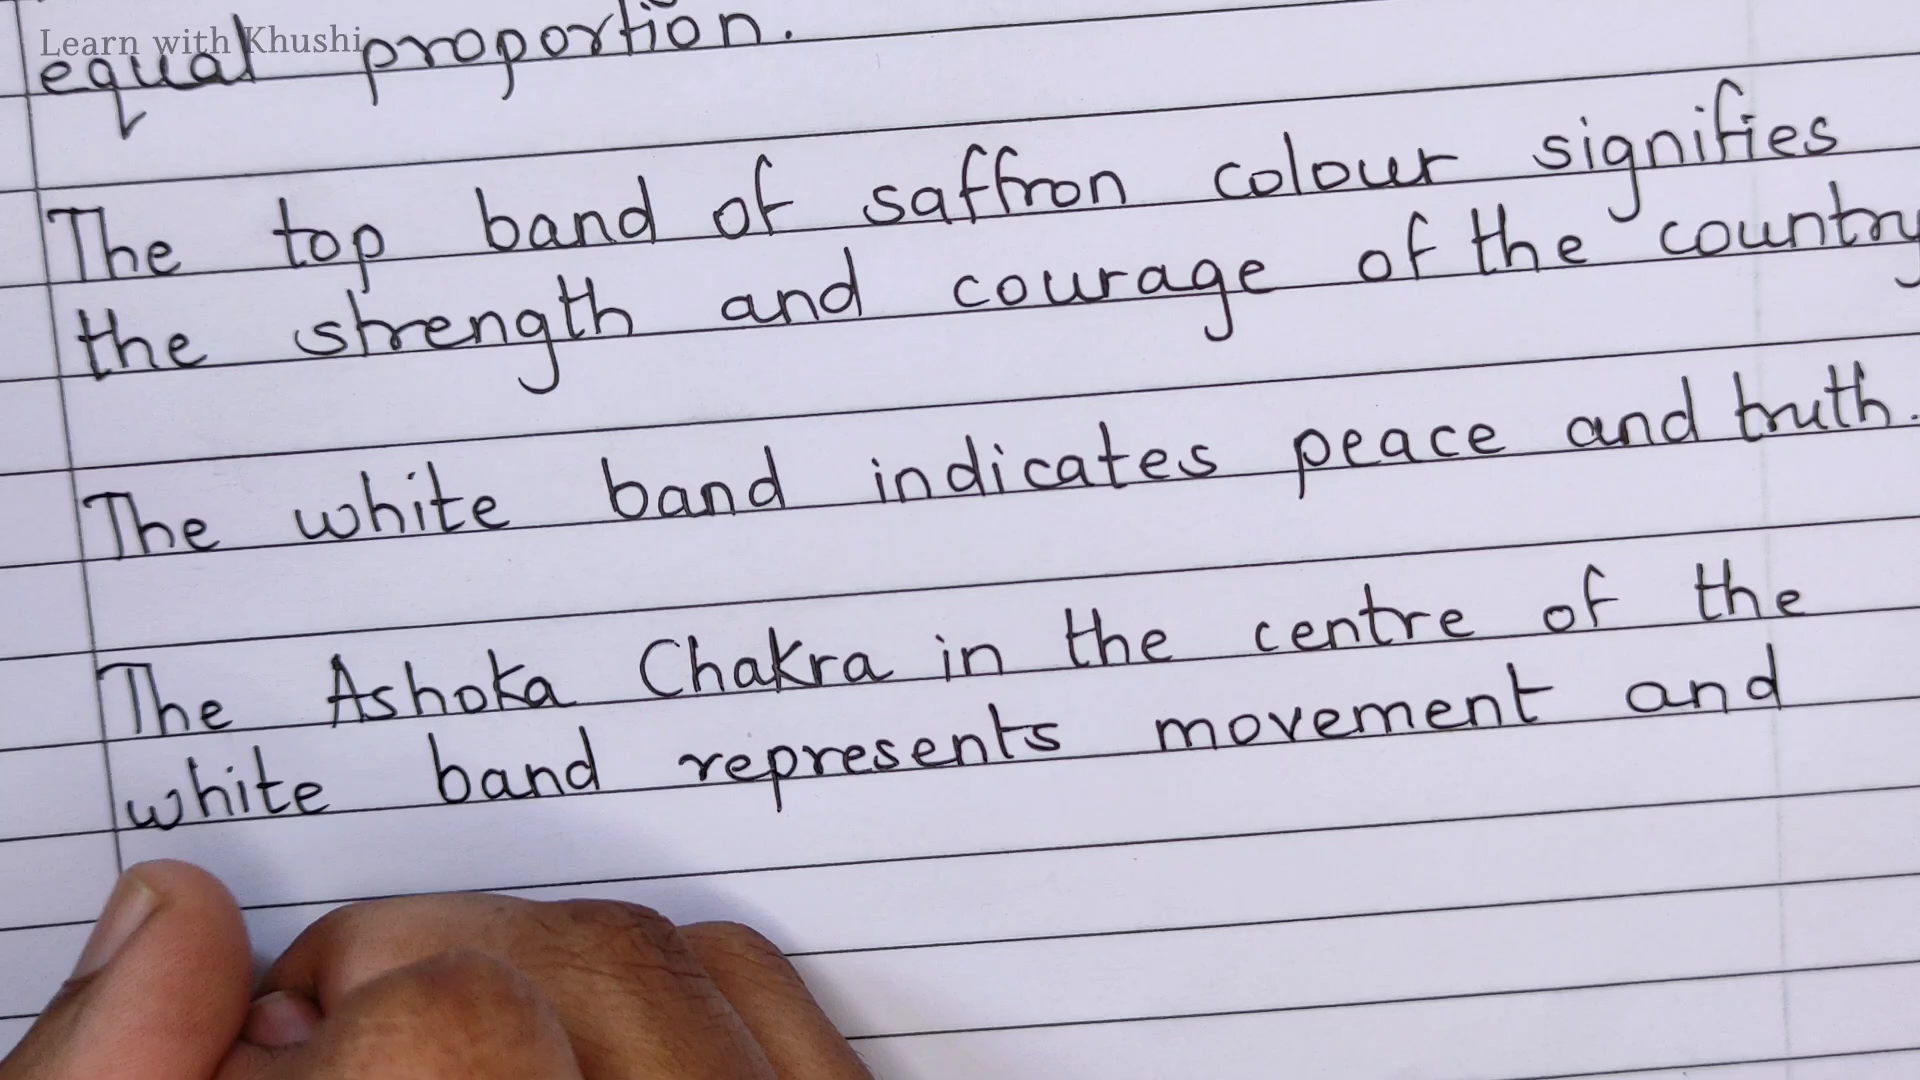 Learn with Khushi
equal proportion.
The top band of saffron colour signifies
the strength and courage of the country
The white band indicates peace and truth.
The Ashoka Chakra in the centre of the
white band represents movement and